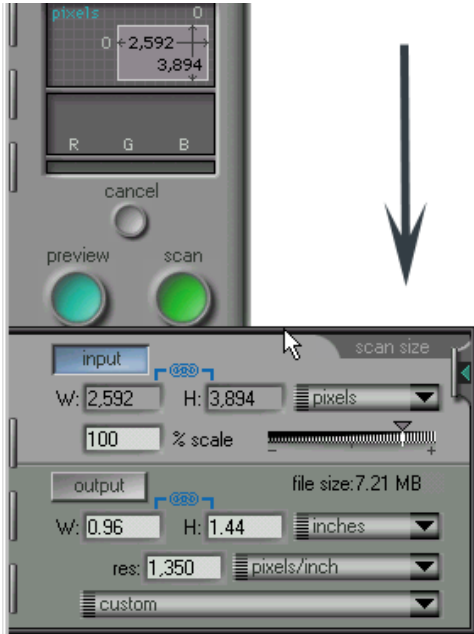 pixels 0
0 2,592
3,894
R G B
cancel
preview scan
scan size
input
W: 2,592 H: 3,894 pixels
100 % scale
- +
output file size:7.21 MB
W: 0.96 H: 1.44 inches
res: 1,350 pixels/inch
custom